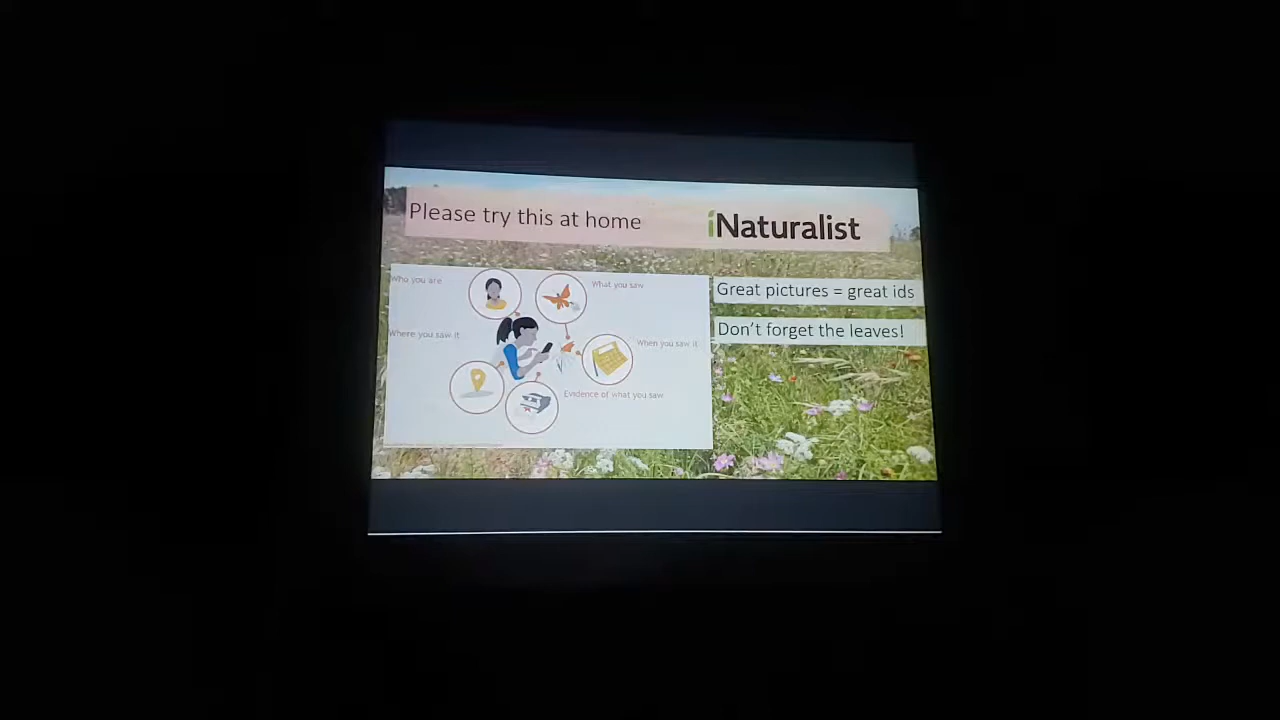 Please try this at home
iNaturalist
Who you are
What you saw
Great pictures = great ids
Don't forget the leaves!
Where you saw it
When you saw it
Evidence of what you saw